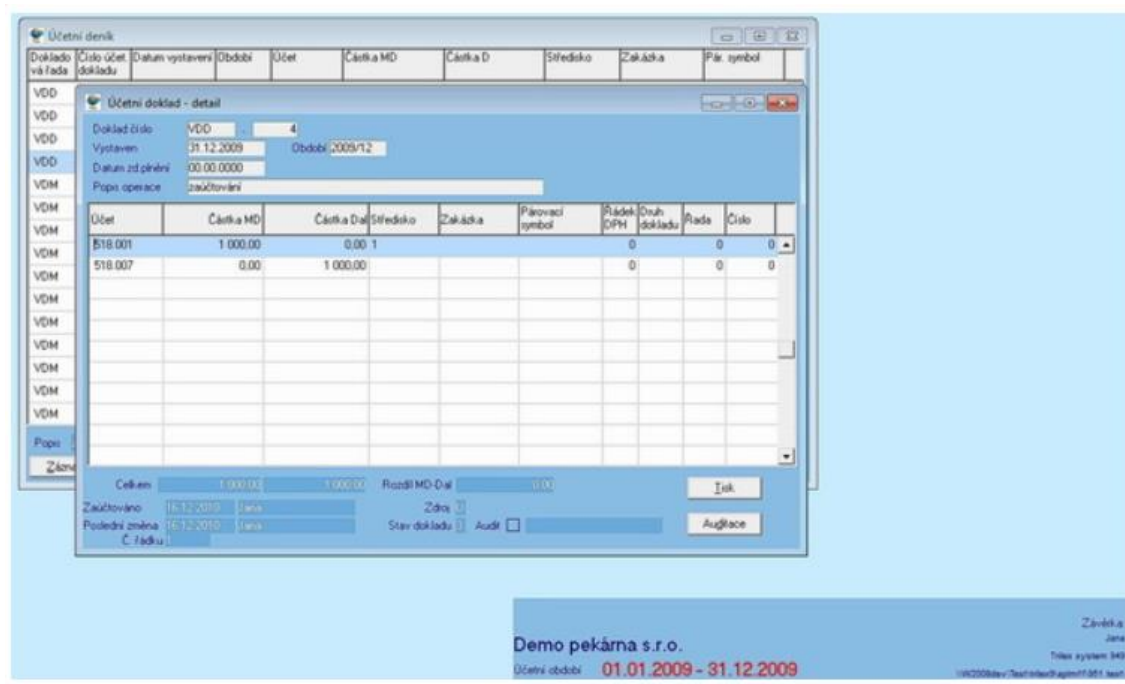 Účetní deník
Doklado vá řada Číslo účet. dokladu Datum vystavení Období Účet Částka MD Částka D Středisko Zakázka Pár. symbol
VDD
VDD
VDD
VDD
VDM
VDM
VDM
VDM
VDM
VDM
VDM
VDM
VDM
VDM
VDM
Popis
Účetní doklad - detail
Doklad číslo VDD . 4
Vystaven 31.12.2009 Období 2009/12
Datum zd.plnění 00.00.0000
Popis operace zaúčtování
Účet Částka MD Částka Dal Středisko Zakázka Párovací symbol Řádek DPH Druh dokladu Řada Číslo
518.001 1 000,00 0,00 1 0 0 0
518.007 0,00 1 000,00 0 0 0
Celkem 1 000,00 1 000,00 Rozdíl MD-Dal 0,00
Tisk
Zaúčtováno 16.12.2010 Jana Zdroj
Poslední změna 16.12.2010 Jana Stav dokladu Audit
Auditace
Č. řádku
Demo pekárna s.r.o.
Účetní období 01.01.2009 - 31.12.2009
Závěrka
Jana